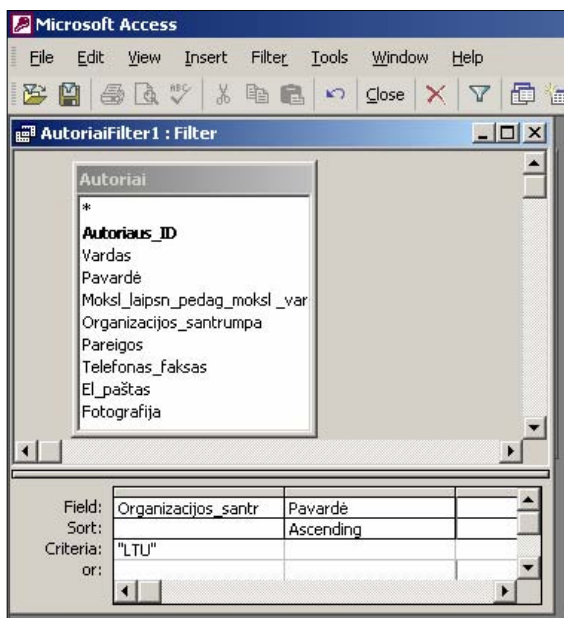 Microsoft Access
File Edit View Insert Filter Tools Window Help
ABC Close
AutoriaiFilter1 : Filter
Autoriai
*
Autoriaus_ID
Vardas
Pavardė
Moksl_laipsn_pedag_moksl_var
Organizacijos_santrumpa
Pareigos
Telefonas_faksas
El_paštas
Fotografija
Field: Organizacijos_santr Pavardė
Sort: Ascending
Criteria: "LTU"
or: